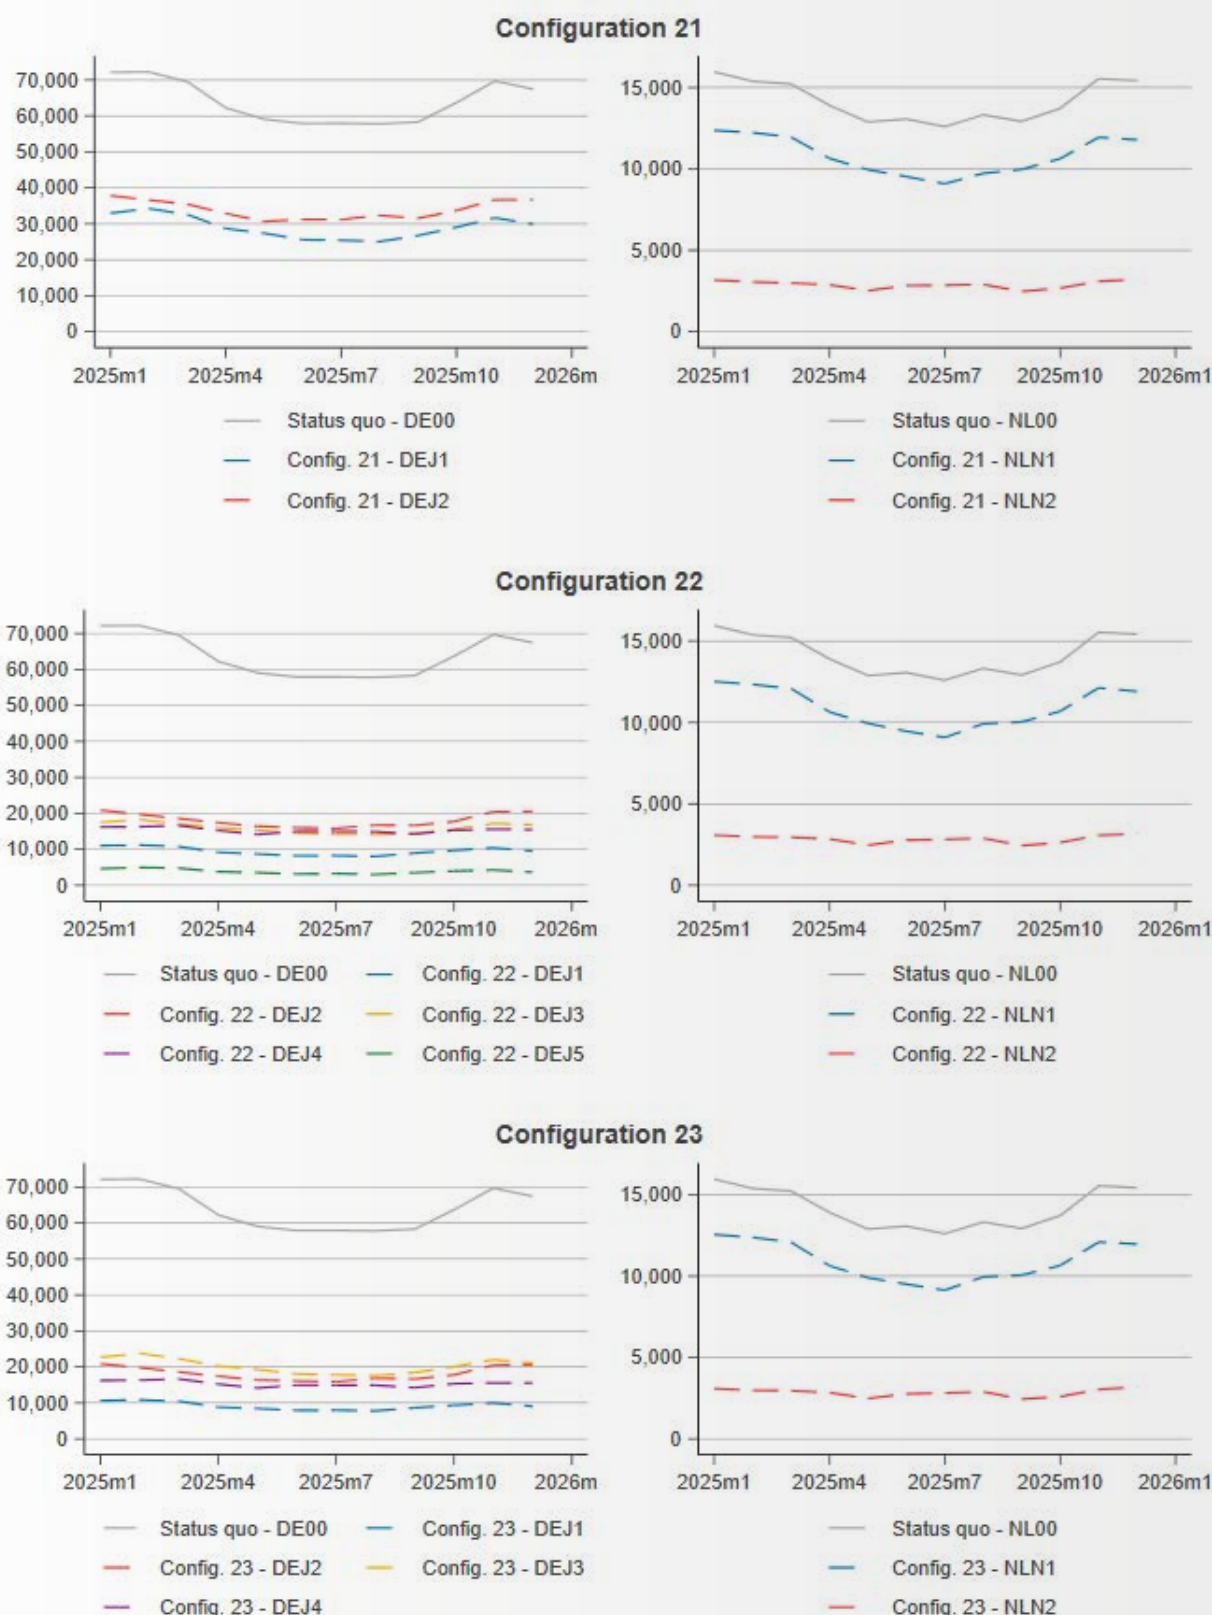 Configuration 21
70,000
60,000
50,000
40,000
30,000
20,000
10,000
0
2025m1 2025m4 2025m7 2025m10 2026m
Status quo - DE00
Config. 21 - DEJ1
Config. 21 - DEJ2
15,000
10,000
5,000
0
2025m1 2025m4 2025m7 2025m10 2026m1
Status quo - NL00
Config. 21 - NLN1
Config. 21 - NLN2
Configuration 22
70,000
60,000
50,000
40,000
30,000
20,000
10,000
0
2025m1 2025m4 2025m7 2025m10 2026m
Status quo - DE00 Config. 22 - DEJ1
Config. 22 - DEJ2 Config. 22 - DEJ3
Config. 22 - DEJ4 Config. 22 - DEJ5
15,000
10,000
5,000
0
2025m1 2025m4 2025m7 2025m10 2026m1
Status quo - NL00
Config. 22 - NLN1
Config. 22 - NLN2
Configuration 23
70,000
60,000
50,000
40,000
30,000
20,000
10,000
0
2025m1 2025m4 2025m7 2025m10 2026m
Status quo - DE00 Config. 23 - DEJ1
Config. 23 - DEJ2 Config. 23 - DEJ3
Config. 23 - DEJ4
15,000
10,000
5,000
0
2025m1 2025m4 2025m7 2025m10 2026m1
Status quo - NL00
Config. 23 - NLN1
Config. 23 - NLN2